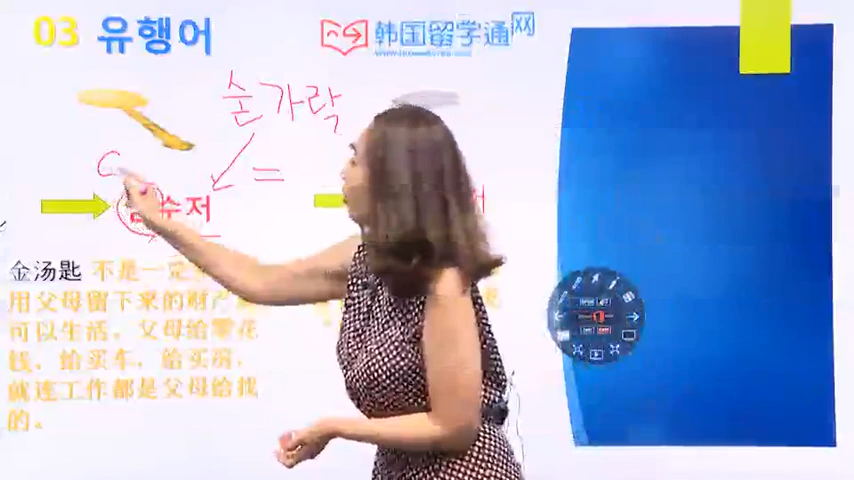 03 유행어
韩国留学通网
숟가락
=
수저
金汤匙 不是一定
用父母留下来的财产
可以生活。父母给零花
钱，给买车，给买房，
就连工作都是父母给找
的。